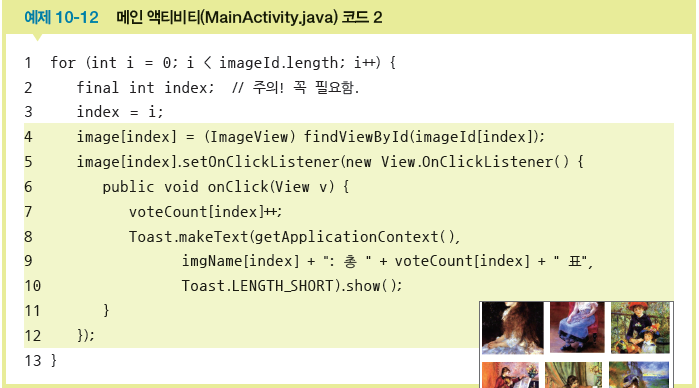 예제 10-12 메인 액티비티(MainActivity.java) 코드 2
1 for (int i = 0; i < imageId.length; i++) {
2 final int index; // 주의! 꼭 필요함.
3 index = i;
4 image[index] = (ImageView) findViewById(imageId[index]);
5 image[index].setOnClickListener(new View.OnClickListener() {
6 public void onClick(View v) {
7 voteCount[index]++;
8 Toast.makeText(getApplicationContext(),
9 imgName[index] + ": 총 " + voteCount[index] + " 표",
10 Toast.LENGTH_SHORT).show();
11 }
12 });
13 }